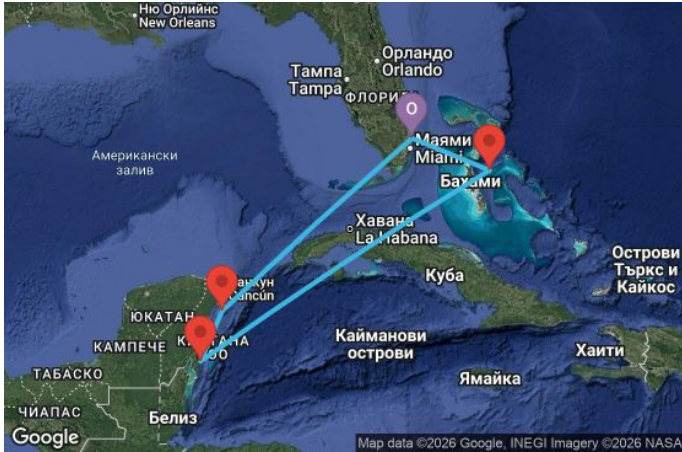 Ню Орлийнс
New Orleans
Орландо
Orlando
Тампа
Tampa
ФЛОРИДА
O
Маями
Miami
Американски
залив
Бахами
Хавана
La Habana
Острови
Търкс и
Кайкос
Куба
Cancún
ЮКАТАН
КАМПЕЧЕ
Кайманови
острови
Хаити
ТАБАСКО
Ямайка
ЧИАПАС
Белиз
Google
Map data ©2026 Google, INEGI Imagery ©2026 NASA